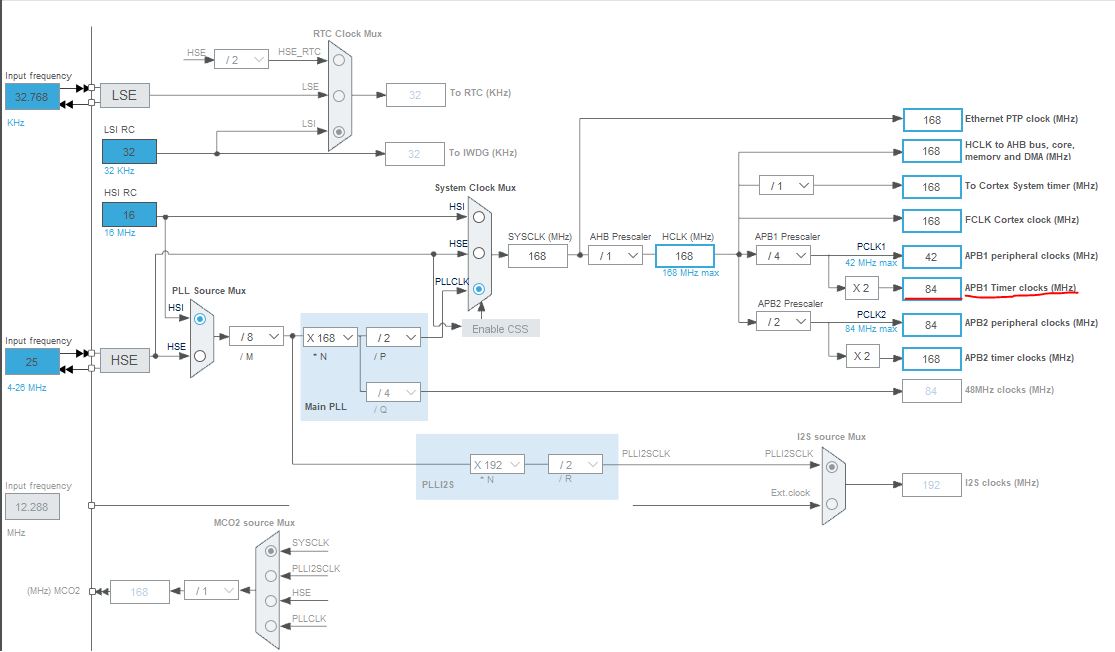 RTC Clock Mux
HSE
/ 2
HSE_RTC
Input frequency
32.768
KHz
LSE
LSE
32
To RTC (KHz)
LSI
LSI RC
32
32 KHz
32
To IWDG (KHz)
HSI RC
16
16 MHz
System Clock Mux
HSI
HSE
PLLCLK
SYSCLK (MHz)
168
AHB Prescaler
/ 1
HCLK (MHz)
168
168 MHz max
Enable CSS
168
Ethernet PTP clock (MHz)
168
HCLK to AHB bus, core,
memory and DMA (MHz)
/ 1
168
To Cortex System timer (MHz)
168
FCLK Cortex clock (MHz)
APB1 Prescaler
/ 4
PCLK1
42 MHz max
42
APB1 peripheral clocks (MHz)
X 2
84
APB1 Timer clocks (MHz)
APB2 Prescaler
/ 2
PCLK2
84 MHz max
84
APB2 peripheral clocks (MHz)
X 2
168
APB2 timer clocks (MHz)
84
48MHz clocks (MHz)
PLL Source Mux
HSI
HSE
Input frequency
25
4-26 MHz
HSE
/ 8
/ M
X 168
* N
/ 2
/ P
/ 4
/ Q
Main PLL
X 192
* N
/ 2
/ R
PLLI2S
PLLI2SCLK
I2S source Mux
PLLI2SCLK
Ext.clock
192
I2S clocks (MHz)
Input frequency
12.288
MHz
MCO2 source Mux
SYSCLK
PLLI2SCLK
HSE
PLLCLK
(MHz) MCO2
168
/ 1